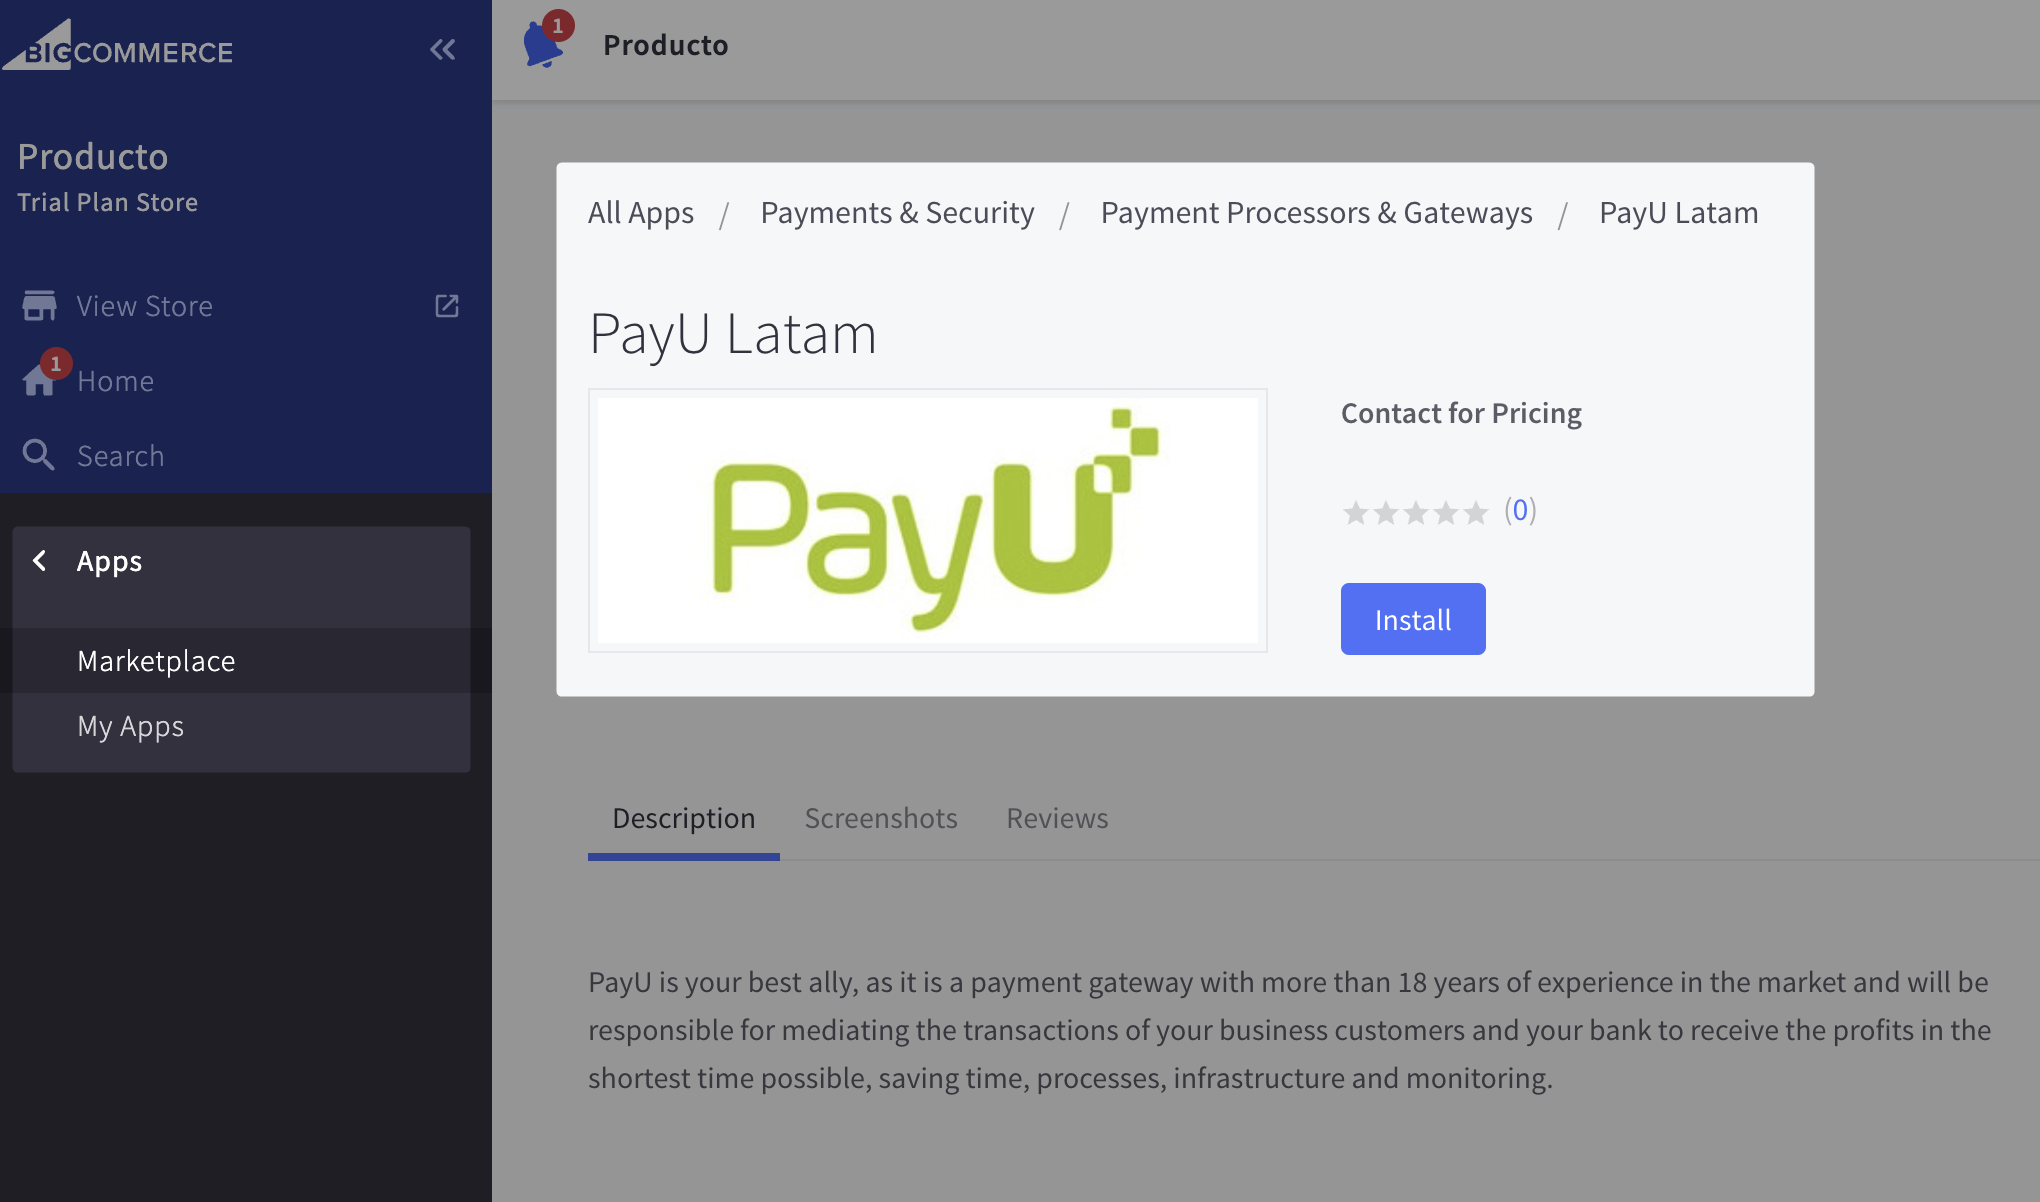 BIGCOMMERCE
Producto
Trial Plan Store
View Store
1
Home
Search
Apps
Marketplace
My Apps
1
Producto
All Apps / Payments & Security / Payment Processors & Gateways / PayU Latam
PayU Latam
PayU
Contact for Pricing
(0)
Install
Description Screenshots Reviews
PayU is your best ally, as it is a payment gateway with more than 18 years of experience in the market and will be
responsible for mediating the transactions of your business customers and your bank to receive the profits in the
shortest time possible, saving time, processes, infrastructure and monitoring.